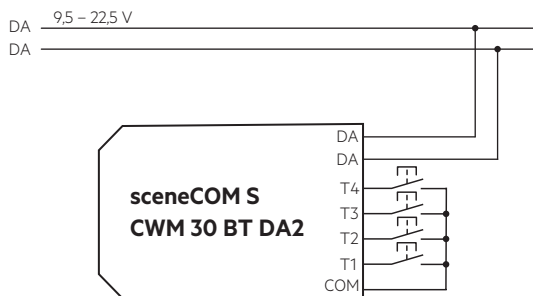 DA 9,5 – 22,5 V
DA
DA
DA
T4
sceneCOM S
T3
CWM 30 BT DA2
T2
T1
COM